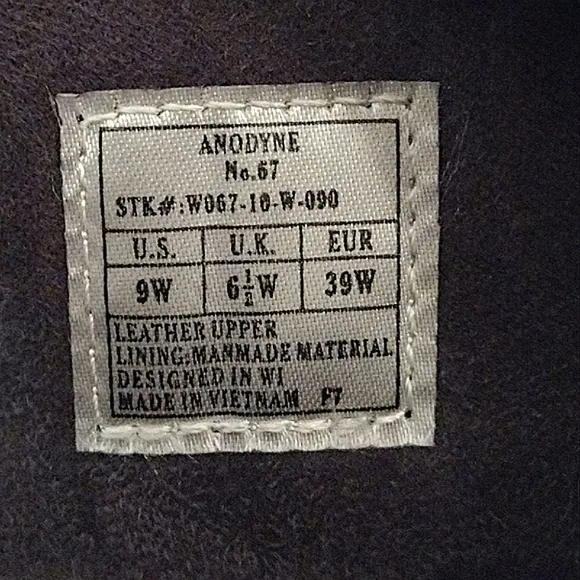 ANODYNE
No.67
STK#:W067-10-W-090
U.S. U.K. EUR
9W 6½W 39W
LEATHER UPPER
LINING:MANMADE MATERIAL
DESIGNED IN WI
MADE IN VIETNAM F7